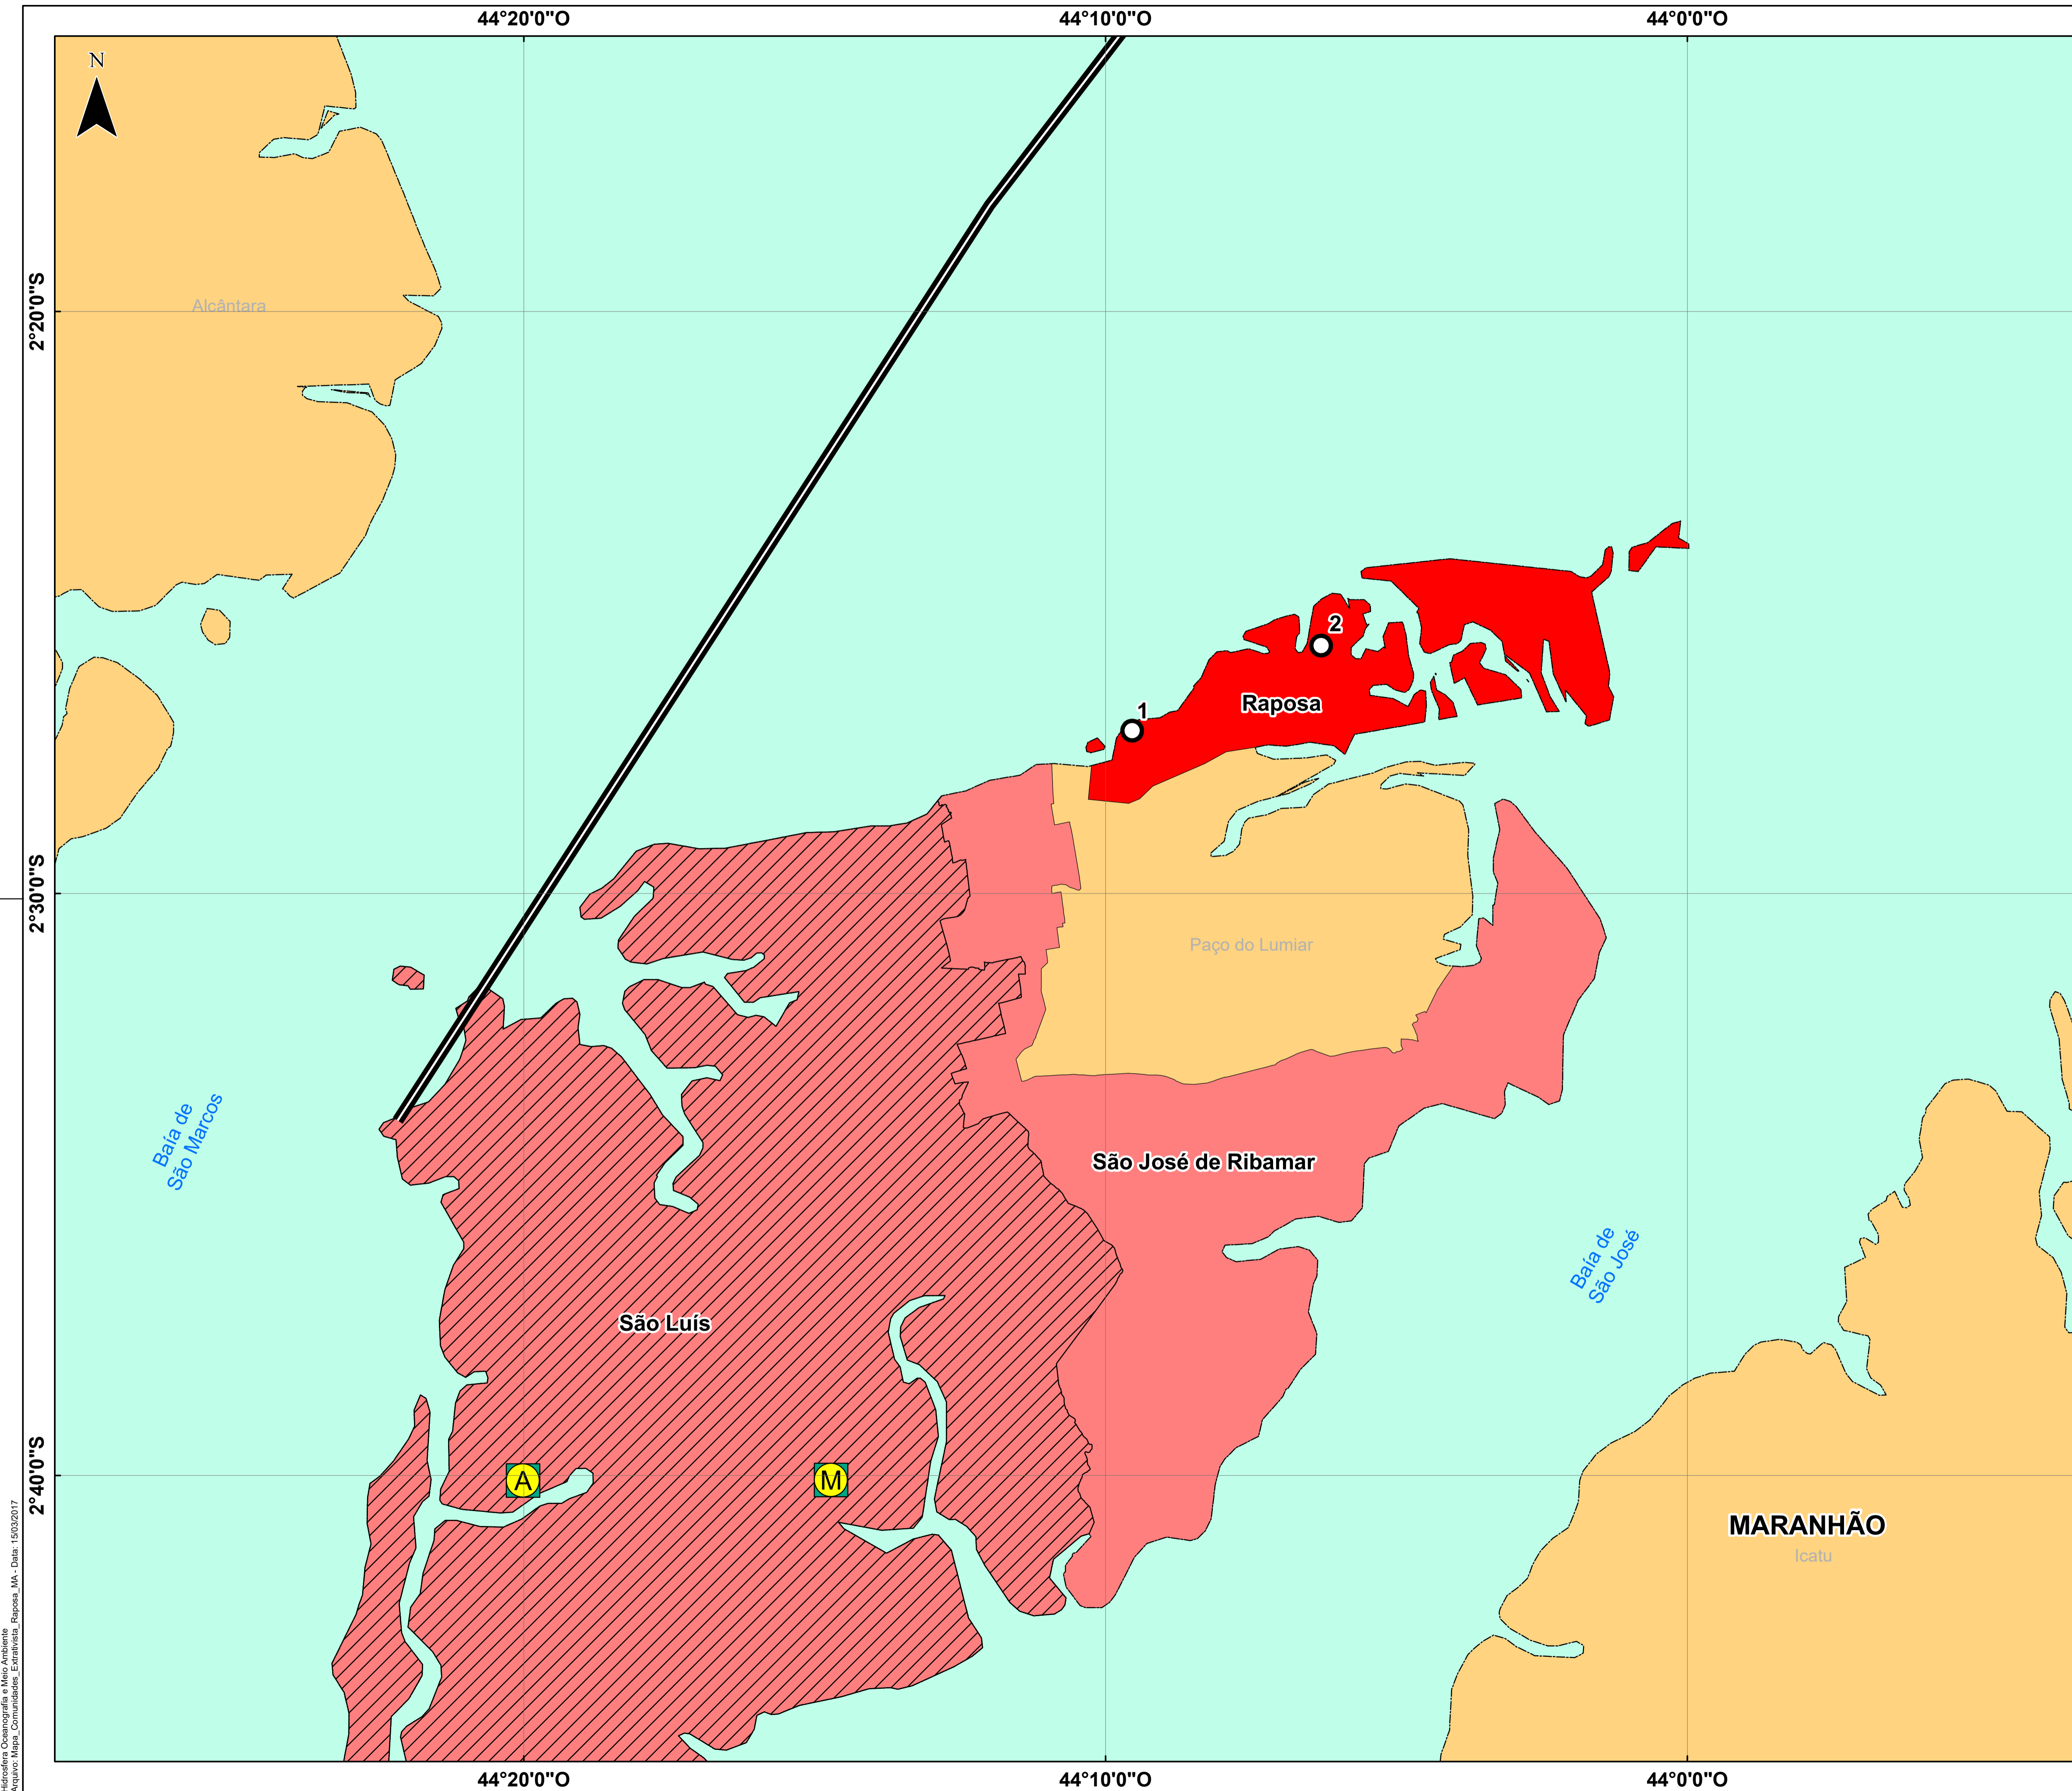 44°20'0"O 44°10'0"O 44°0'0"O
N
2°20'0"S
Alcântara
2
Raposa
1
2°30'0"S
Paço do Lumiar
Baía de
São Marcos
São José de Ribamar
Baía de
São José
São Luís
2°40'0"S
A
M
MARANHÃO
Icatu
Hidrosfera Oceanografia e Meio Ambiente
Arquivo: Mapa_Comunidades_Extrativista_Raposa_MA - Data: 15/03/2017
44°20'0"O 44°10'0"O 44°0'0"O